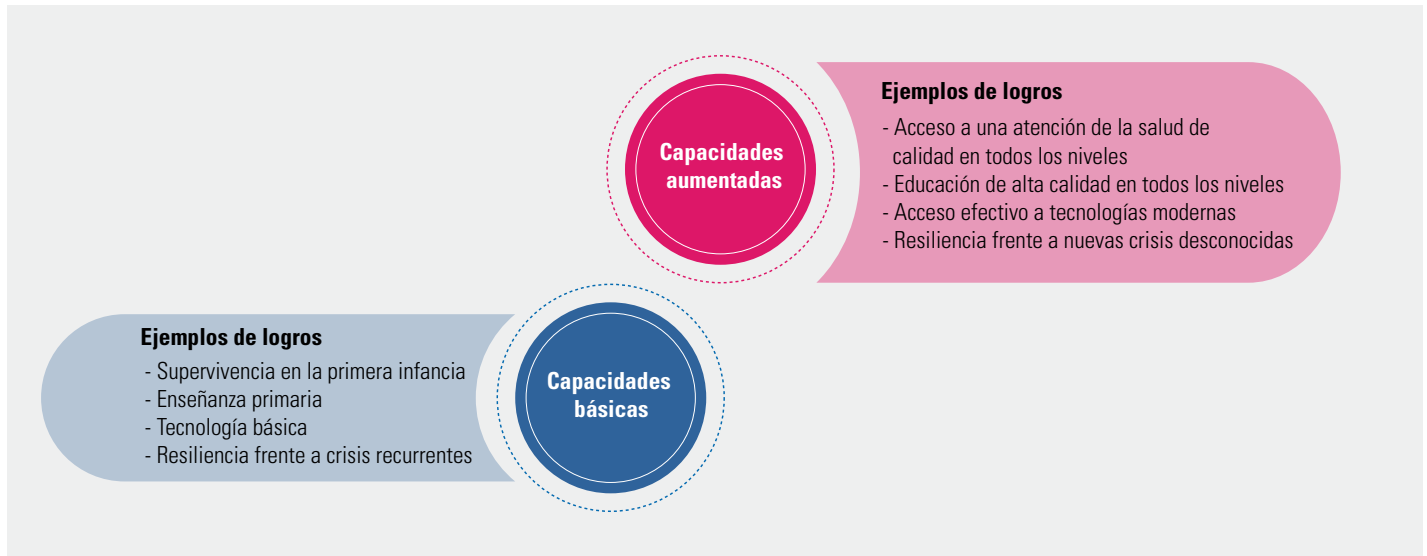 Capacidades
aumentadas
Ejemplos de logros
- Acceso a una atención de la salud de
calidad en todos los niveles
- Educación de alta calidad en todos los niveles
- Acceso efectivo a tecnologías modernas
- Resiliencia frente a nuevas crisis desconocidas
Ejemplos de logros
- Supervivencia en la primera infancia
- Enseñanza primaria
- Tecnología básica
- Resiliencia frente a crisis recurrentes
Capacidades
básicas